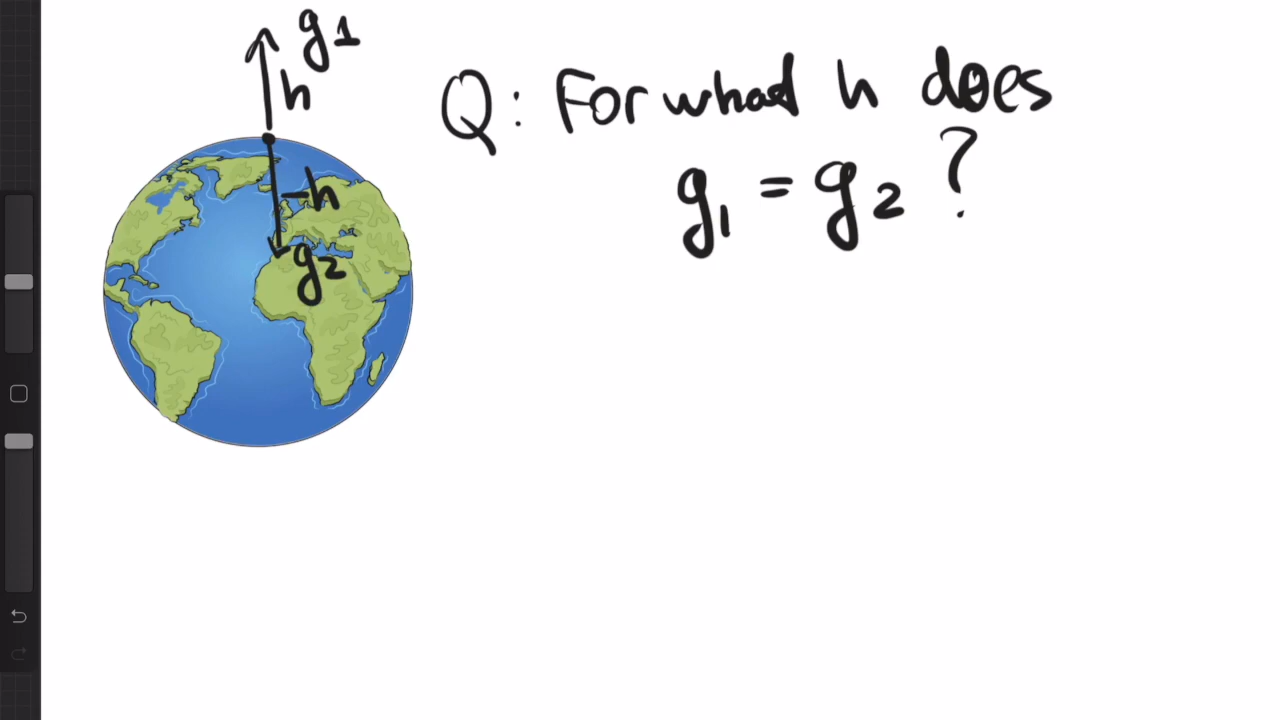 g1
h
Q: For what h does
g1 = g2 ?
-h
g2